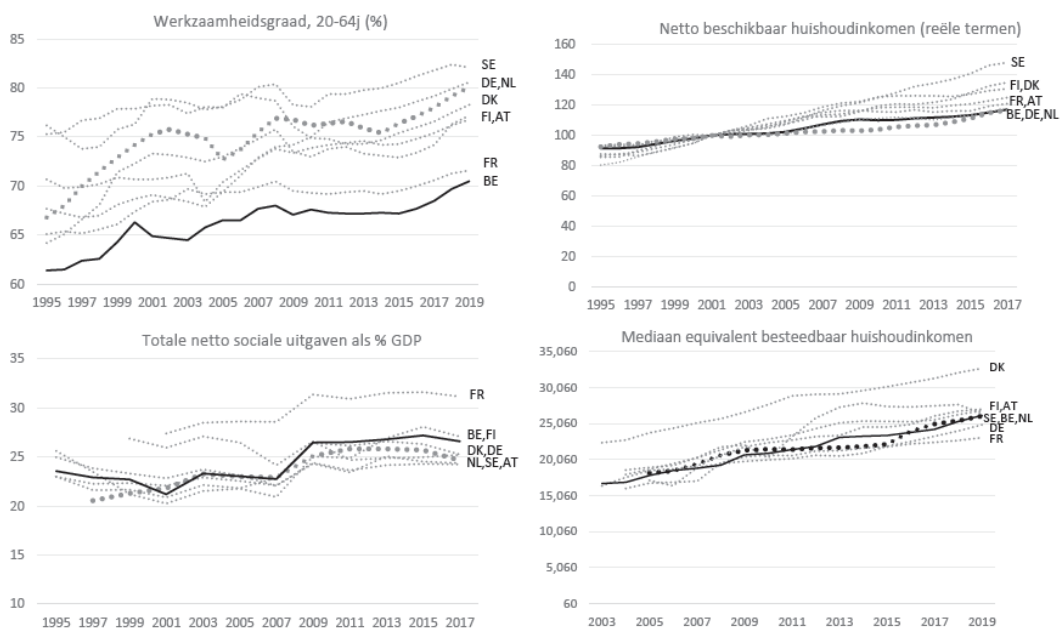 Werkzaamheidsgraad, 20-64j (%)
85
80
75
70
65
60
SE
DE,NL
DK
FI,AT
FR
BE
1995 1997 1999 2001 2003 2005 2007 2009 2011 2013 2015 2017 2019
Netto beschikbaar huishoudinkomen (reële termen)
160
140
120
100
80
60
40
20
0
SE
FI,DK
FR,AT
BE,DE,NL
1995 1997 1999 2001 2003 2005 2007 2009 2011 2013 2015 2017
Totale netto sociale uitgaven als % GDP
35
30
25
20
15
10
FR
BE,FI
DK,DE
NL,SE,AT
1995 1997 1999 2001 2003 2005 2007 2009 2011 2013 2015 2017
Mediaan equivalent besteedbaar huishoudinkomen
35,060
30,060
25,060
20,060
15,060
10,060
5,060
60
DK
FI,AT
SE,BE,NL
DE
FR
2003 2005 2007 2009 2011 2013 2015 2017 2019